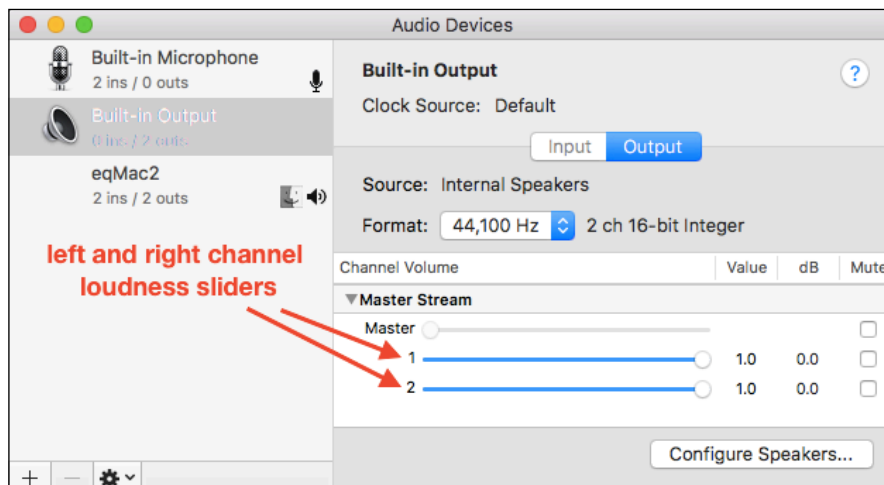 Audio Devices
Built-in Microphone
2 ins / 0 outs
Built-in Output
0 ins / 2 outs
eqMac2
2 ins / 2 outs
left and right channel
loudness sliders
Built-in Output
?
Clock Source: Default
Input Output
Source: Internal Speakers
Format: 44,100 Hz 2 ch 16-bit Integer
Channel Volume Value dB Mute
Master Stream
Master
1 1.0 0.0
2 1.0 0.0
Configure Speakers...